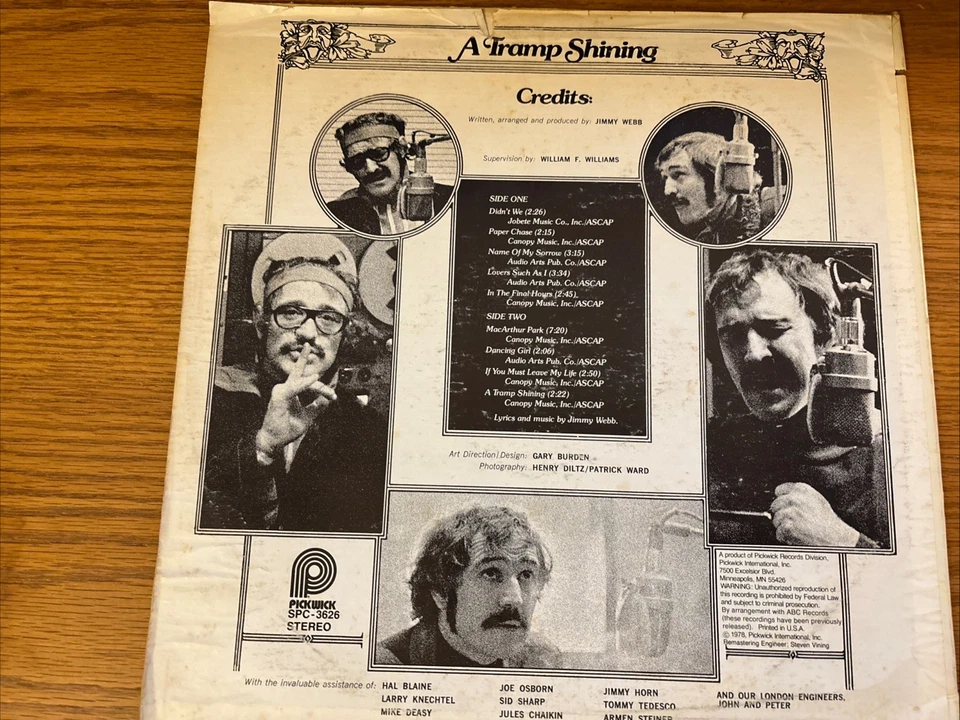 A Tramp Shining
Credits:
Written, arranged and produced by: JIMMY WEBB
Supervision by: WILLIAM F. WILLIAMS
SIDE ONE
Didn't We (2:26)
Jobete Music Co., Inc./ASCAP
Paper Chase (2:15)
Canopy Music, Inc./ASCAP
Name Of My Sorrow (3:15)
Audio Arts Pub. Co./ASCAP
Lovers Such As I (3:34)
Audio Arts Pub. Co./ASCAP
In The Final Hours (2:45)
Canopy Music, Inc./ASCAP
SIDE TWO
MacArthur Park (7:20)
Canopy Music, Inc./ASCAP
Dancing Girl (2:06)
Audio Arts Pub. Co./ASCAP
If You Must Leave My Life (2:50)
Canopy Music, Inc./ASCAP
A Tramp Shining (2:22)
Canopy Music, Inc./ASCAP
Lyrics and music by Jimmy Webb.
Art Direction/Design: GARY BURDEN
Photography: HENRY DILTZ/PATRICK WARD
PICKWICK
SPC-3626
STEREO
A product of Pickwick Records Division,
Pickwick International, Inc.
7500 Excelsior Blvd.
Minneapolis, MN 55426
WARNING: Unauthorized reproduction of
this recording is prohibited by Federal Law
and subject to criminal prosecution.
By arrangement with ABC Records
(these recordings have been previously
released). Printed in U.S.A.
© 1978, Pickwick International, Inc.
Remastering Engineer: Steven Vining
With the invaluable assistance of:
HAL BLAINE
LARRY KNECHTEL
MIKE DEASY
JOE OSBORN
SID SHARP
JULES CHAIKIN
JIMMY HORN
TOMMY TEDESCO
ARMEN STEINER
AND OUR LONDON ENGINEERS,
JOHN AND PETER